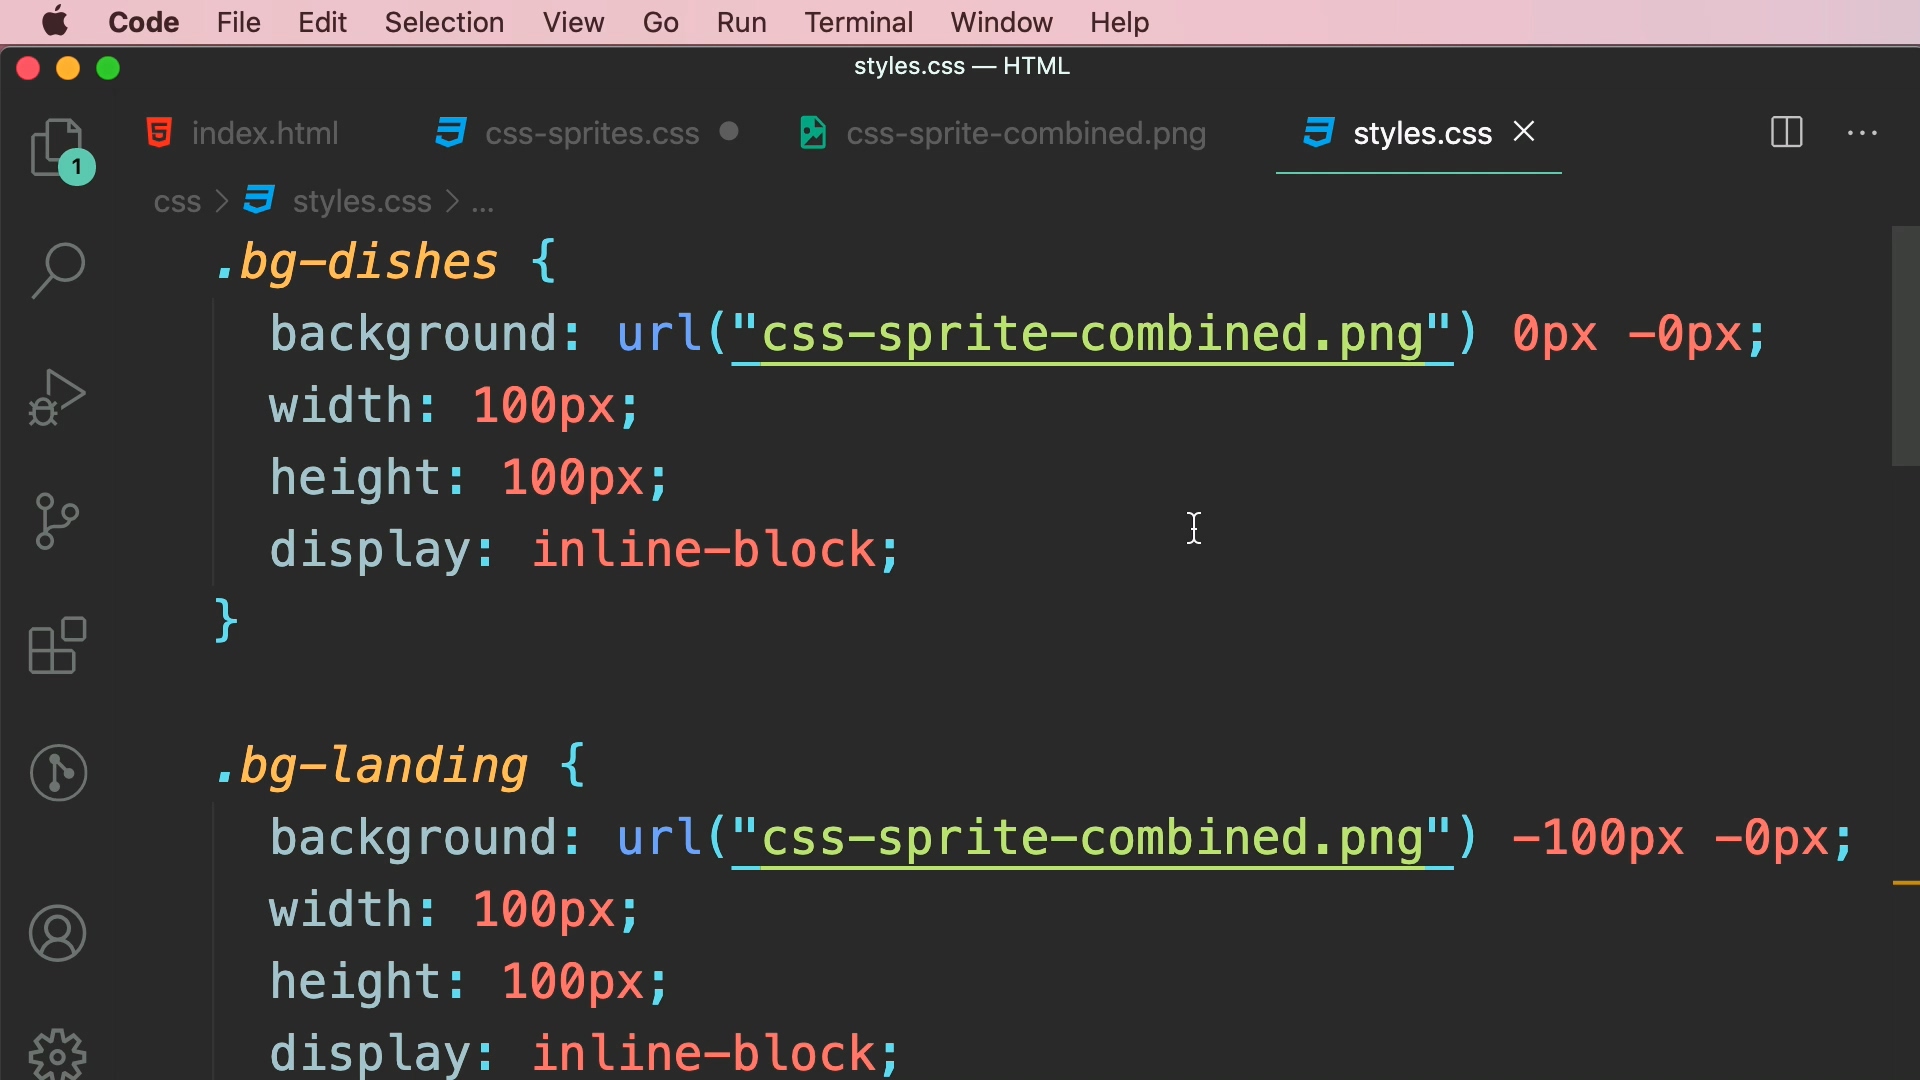 Code File Edit Selection View Go Run Terminal Window Help
styles.css — HTML
index.html css-sprites.css css-sprite-combined.png styles.css
1
css > styles.css > ...
.bg-dishes {
background: url("css-sprite-combined.png") 0px -0px;
width: 100px;
height: 100px;
display: inline-block;
}
.bg-landing {
background: url("css-sprite-combined.png") -100px -0px;
width: 100px;
height: 100px;
display: inline-block;